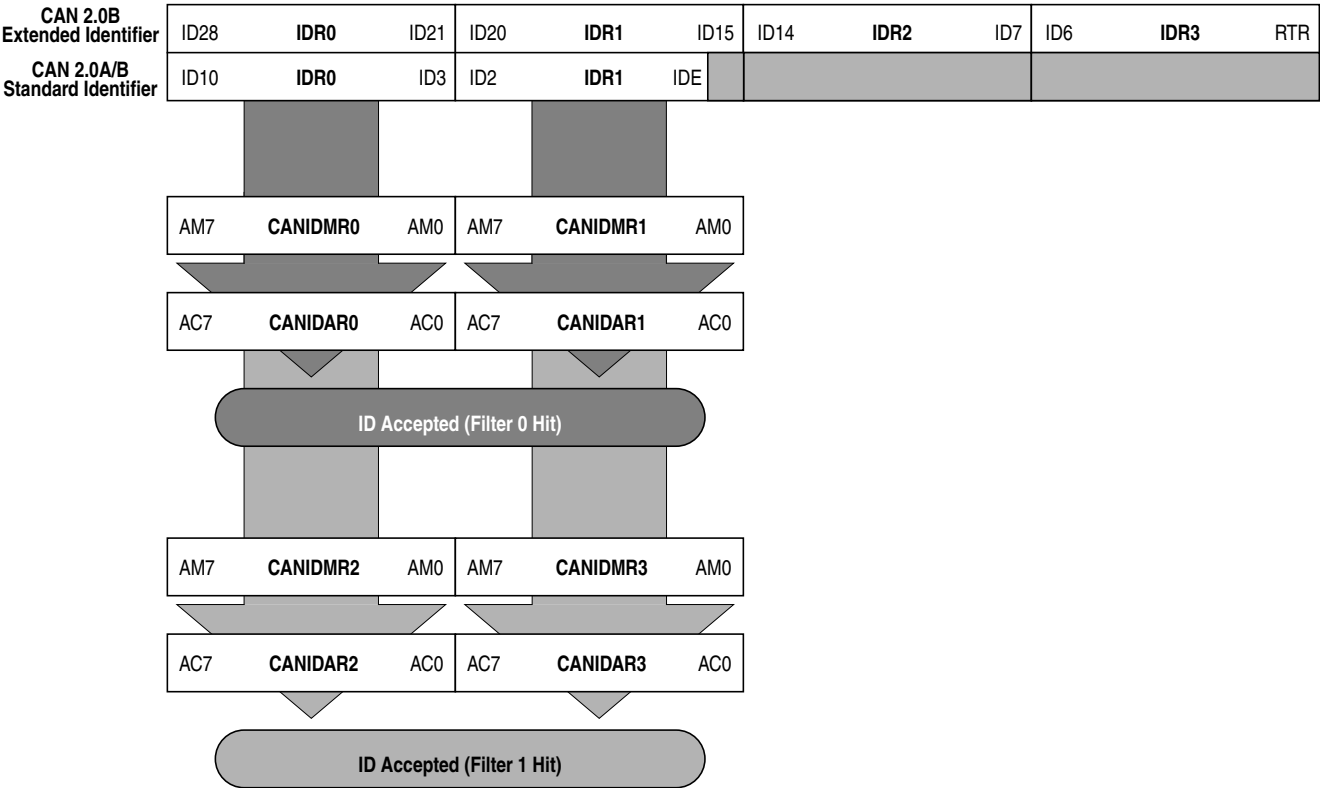 CAN 2.0B
Extended Identifier
ID28 IDR0 ID21 ID20 IDR1 ID15 ID14 IDR2 ID7 ID6 IDR3 RTR
CAN 2.0A/B
Standard Identifier
ID10 IDR0 ID3 ID2 IDR1 IDE
AM7 CANIDMR0 AM0 AM7 CANIDMR1 AM0
AC7 CANIDAR0 AC0 AC7 CANIDAR1 AC0
ID Accepted (Filter 0 Hit)
AM7 CANIDMR2 AM0 AM7 CANIDMR3 AM0
AC7 CANIDAR2 AC0 AC7 CANIDAR3 AC0
ID Accepted (Filter 1 Hit)